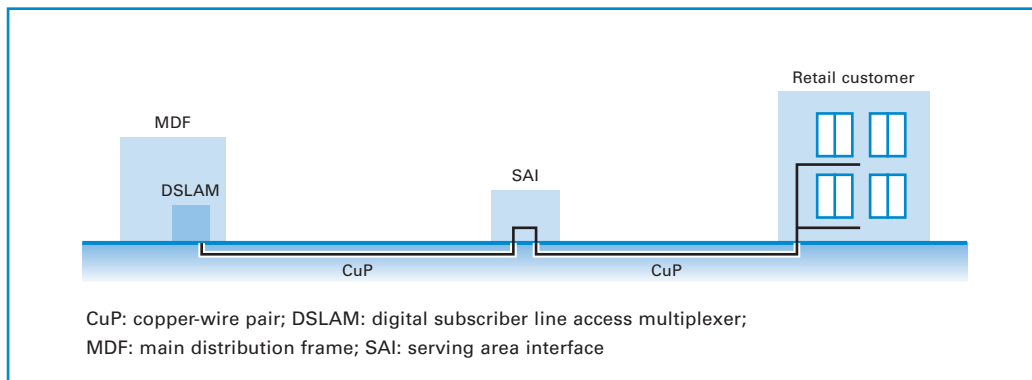 Retail customer
MDF
SAI
DSLAM
CuP
CuP
CuP: copper-wire pair; DSLAM: digital subscriber line access multiplexer;
MDF: main distribution frame; SAI: serving area interface